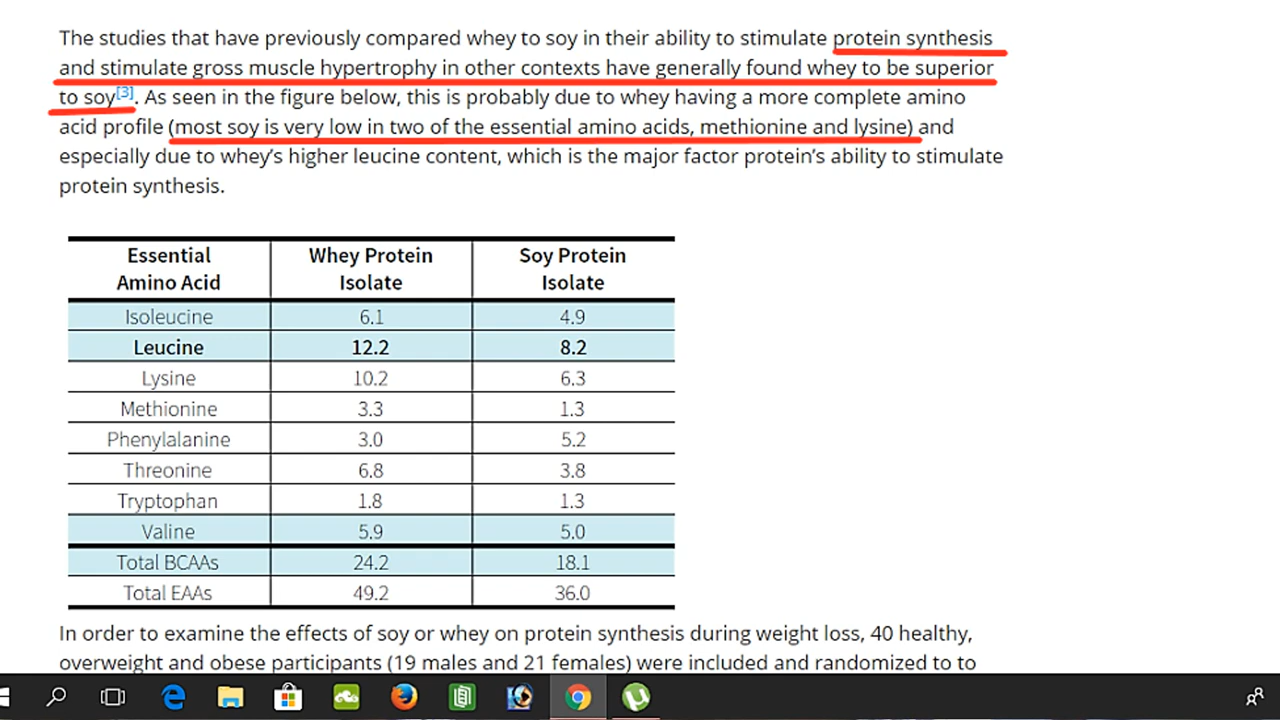 The studies that have previously compared whey to soy in their ability to stimulate protein synthesis
and stimulate gross muscle hypertrophy in other contexts have generally found whey to be superior
to soy[3]. As seen in the figure below, this is probably due to whey having a more complete amino
acid profile (most soy is very low in two of the essential amino acids, methionine and lysine) and
especially due to whey’s higher leucine content, which is the major factor protein’s ability to stimulate
protein synthesis.
Essential Amino Acid Whey Protein Isolate Soy Protein Isolate
Isoleucine 6.1 4.9
Leucine 12.2 8.2
Lysine 10.2 6.3
Methionine 3.3 1.3
Phenylalanine 3.0 5.2
Threonine 6.8 3.8
Tryptophan 1.8 1.3
Valine 5.9 5.0
Total BCAAs 24.2 18.1
Total EAAs 49.2 36.0
In order to examine the effects of soy or whey on protein synthesis during weight loss, 40 healthy,
overweight and obese participants (19 males and 21 females) were included and randomized to to